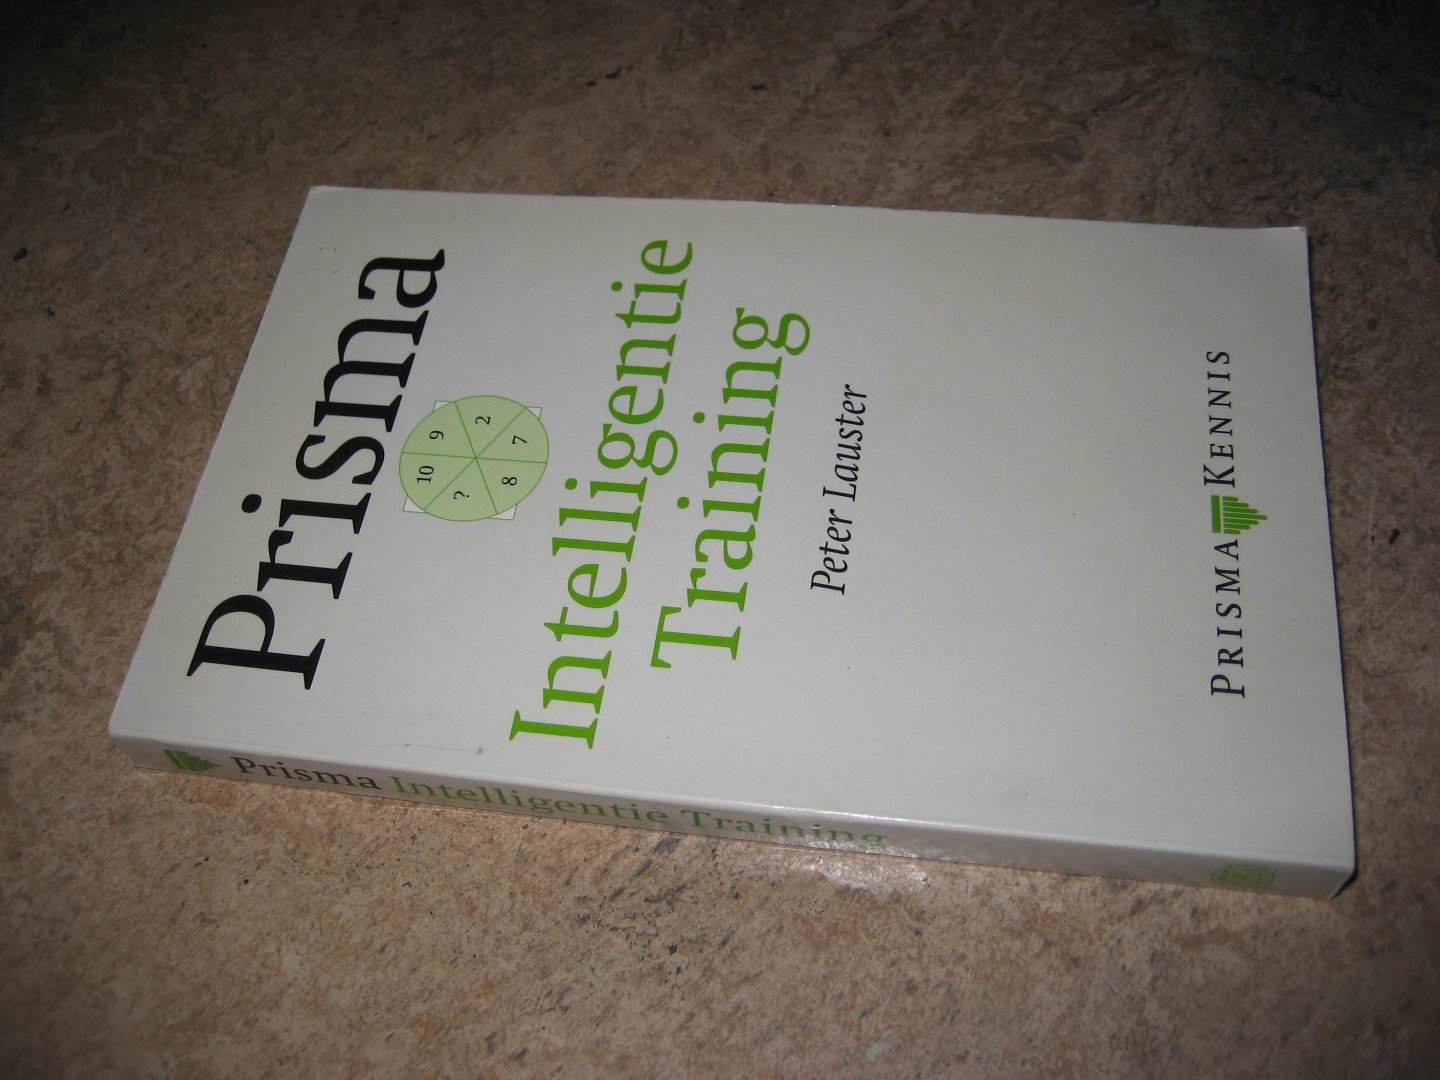 Prisma
9
2
10
7
?
8
Intelligentie
Training
Peter Lauster
PRISMA KENNIS
Prisma Intelligentie Training